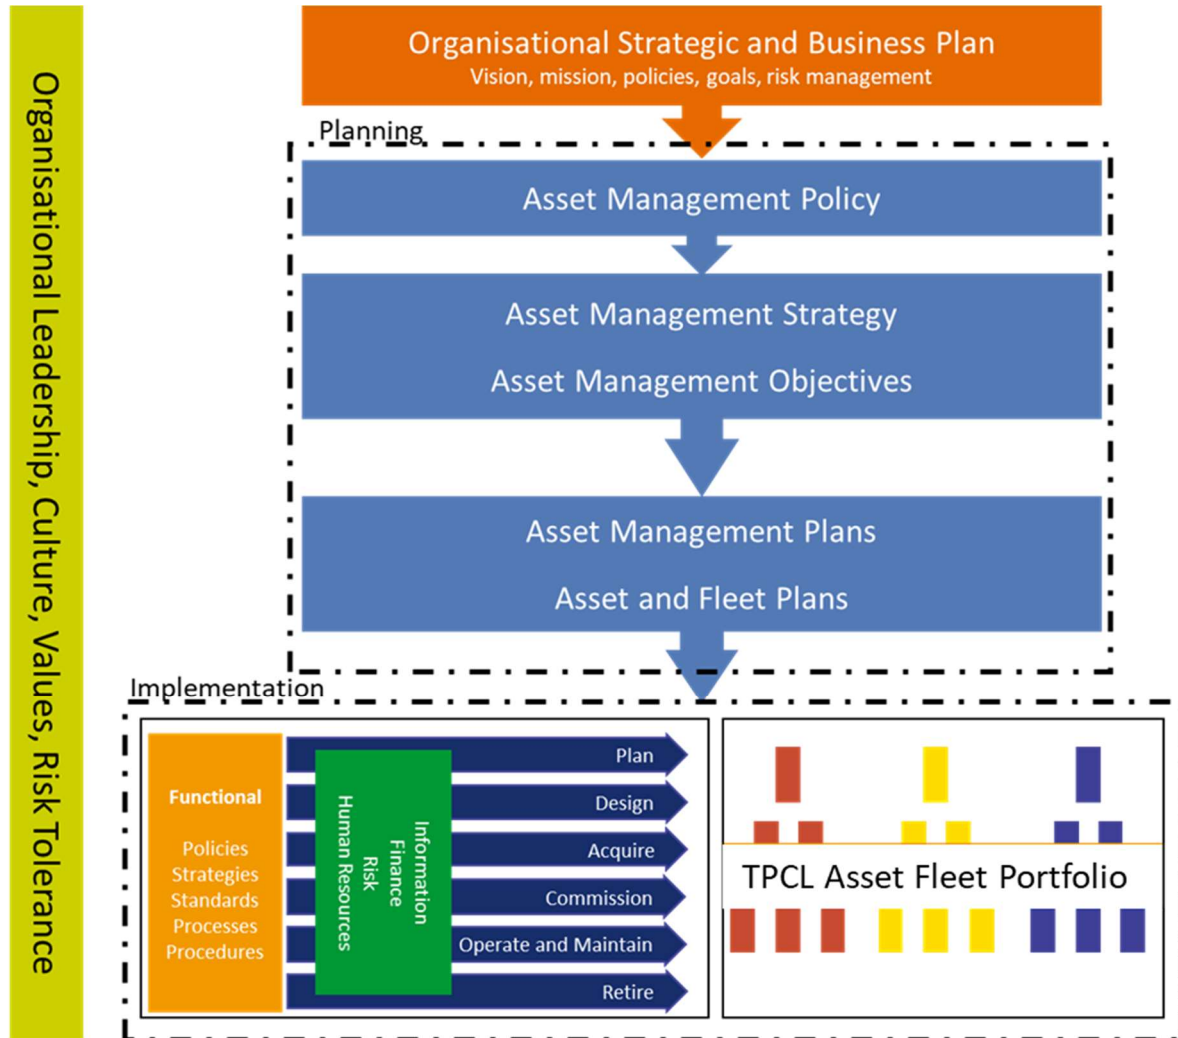 Organisational Leadership, Culture, Values, Risk Tolerance
Organisational Strategic and Business Plan
Vision, mission, policies, goals, risk management
Planning
Asset Management Policy
Asset Management Strategy
Asset Management Objectives
Asset Management Plans
Asset and Fleet Plans
Implementation
Functional
Policies
Strategies
Standards
Processes
Procedures
Information
Finance
Risk
Human Resources
Plan
Design
Acquire
Commission
Operate and Maintain
Retire
TPCL Asset Fleet Portfolio